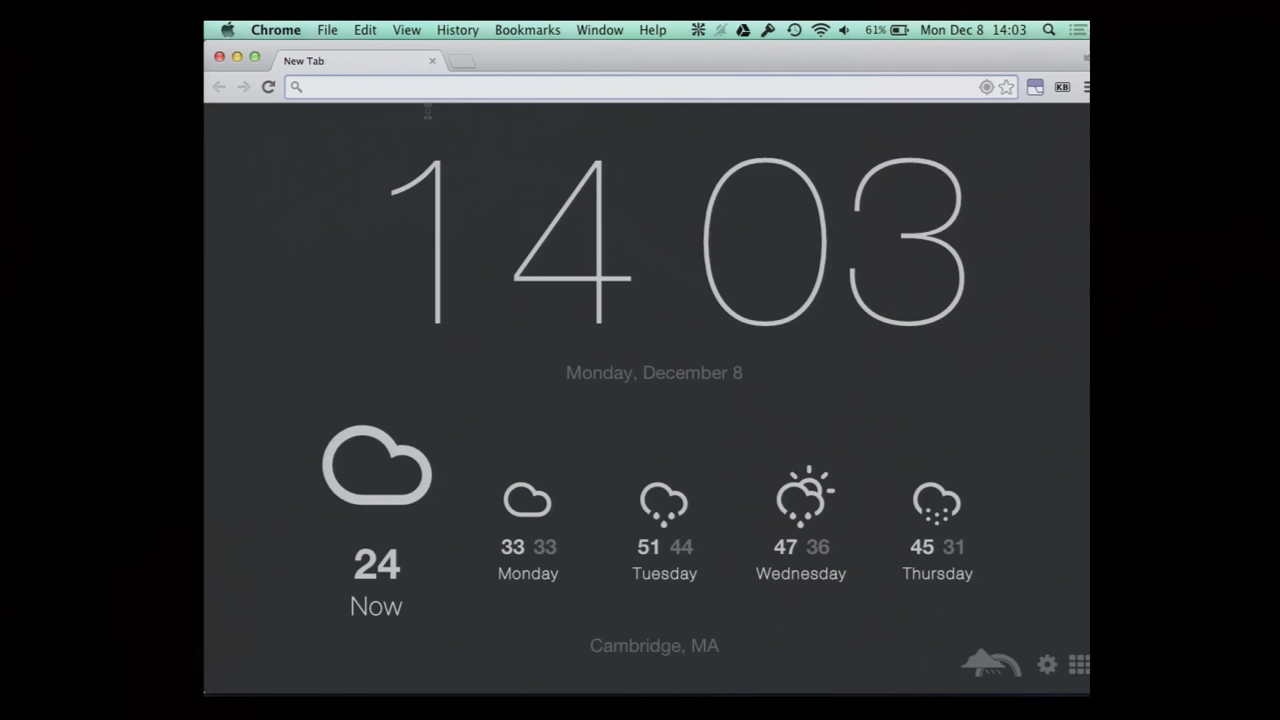 Chrome File Edit View History Bookmarks Window Help 61% Mon Dec 8 14:03
New Tab
KB
14 03
Monday, December 8
33 33 51 44 47 36 45 31
24 Monday Tuesday Wednesday Thursday
Now
Cambridge, MA